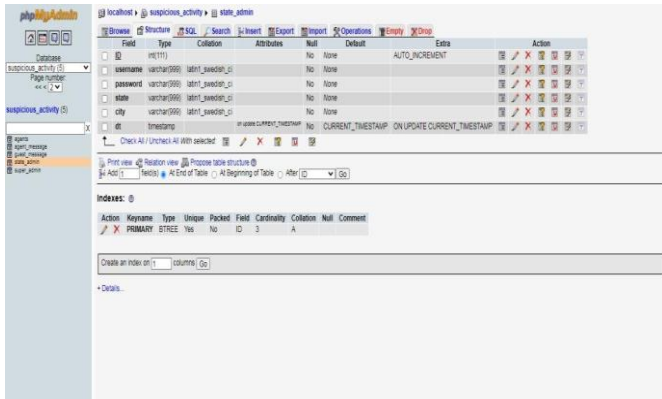 phpMyAdmin
localhost ▸ suspicious_activity ▸ state_admin
Browse Structure SQL Search Insert Export Import Operations Empty Drop
Database
suspicious_activity (5)
Page number:
<< < 2
suspicious_activity (5)
X
agents
agent_message
guest_message
state_admin
super_admin
Field Type Collation Attributes Null Default Extra Action
ID int(111) No None AUTO_INCREMENT
username varchar(999) latin1_swedish_ci No None
password varchar(999) latin1_swedish_ci No None
state varchar(999) latin1_swedish_ci No None
city varchar(999) latin1_swedish_ci No None
dt timestamp on update CURRENT_TIMESTAMP No CURRENT_TIMESTAMP ON UPDATE CURRENT_TIMESTAMP
Check All / Uncheck All With selected:
Print view Relation view Propose table structure
Add 1 field(s) At End of Table At Beginning of Table After ID Go
Indexes:
Action Keyname Type Unique Packed Field Cardinality Collation Null Comment
PRIMARY BTREE Yes No ID 3 A
Create an index on 1 columns Go
+ Details...